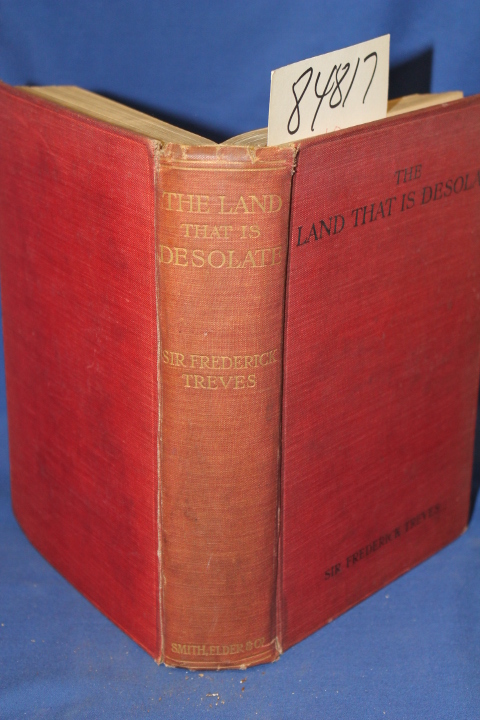 84817
THE LAND
THAT IS
DESOLATE
SIR FREDERICK
TREVES
SMITH, ELDER & Co.
THE
LAND THAT IS DESOLA
SIR FREDERICK TREVES